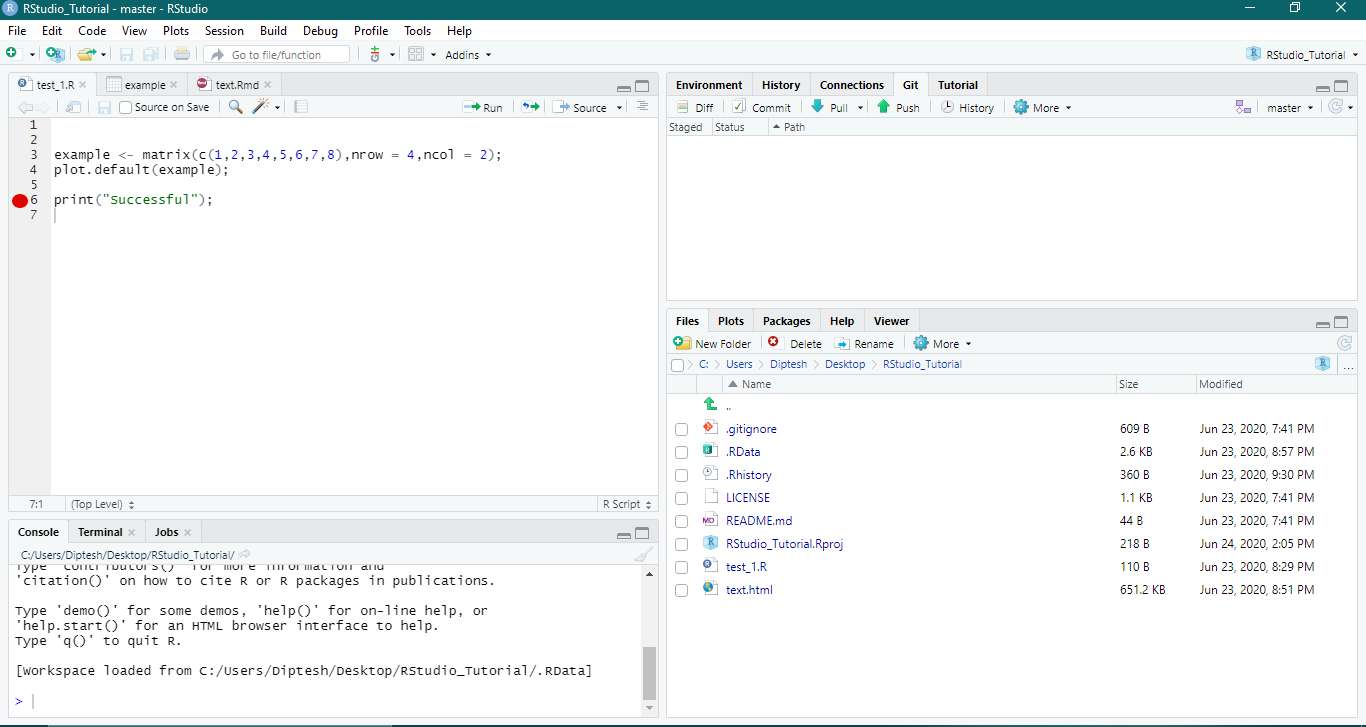 RStudio_Tutorial - master - RStudio
File Edit Code View Plots Session Build Debug Profile Tools Help
Go to file/function Addins RStudio_Tutorial
test_1.R example text.Rmd
Source on Save Run Source
1
2
3 example <- matrix(c(1,2,3,4,5,6,7,8),nrow = 4,ncol = 2);
4 plot.default(example);
5
6 print("Successful");
7
7:1 (Top Level) R Script
Console Terminal Jobs
C:/Users/Diptesh/Desktop/RStudio_Tutorial/
Type 'contributors()' for more information and
'citation()' on how to cite R or R packages in publications.
Type 'demo()' for some demos, 'help()' for on-line help, or
'help.start()' for an HTML browser interface to help.
Type 'q()' to quit R.
[Workspace loaded from C:/Users/Diptesh/Desktop/RStudio_Tutorial/.RData]
>
Environment History Connections Git Tutorial
Diff Commit Pull Push History More master
Staged Status Path
Files Plots Packages Help Viewer
New Folder Delete Rename More
C: Users Diptesh Desktop RStudio_Tutorial ...
Name Size Modified
..
.gitignore 609 B Jun 23, 2020, 7:41 PM
.RData 2.6 KB Jun 23, 2020, 8:57 PM
.Rhistory 360 B Jun 23, 2020, 9:30 PM
LICENSE 1.1 KB Jun 23, 2020, 7:41 PM
README.md 44 B Jun 23, 2020, 7:41 PM
RStudio_Tutorial.Rproj 218 B Jun 24, 2020, 2:05 PM
test_1.R 110 B Jun 23, 2020, 8:29 PM
text.html 651.2 KB Jun 23, 2020, 8:51 PM